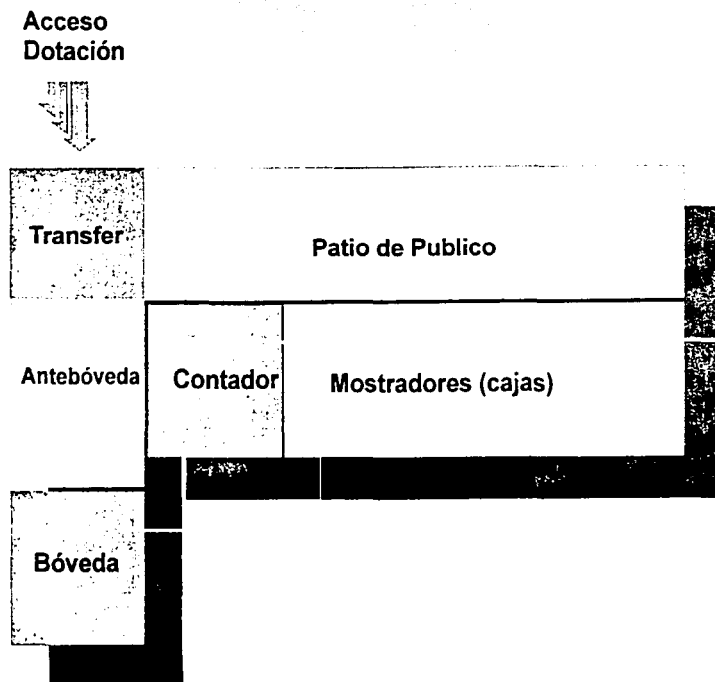 Acceso
Dotación
Transfer
Patio de Publico
Antebóveda
Contador
Mostradores (cajas)
Bóveda